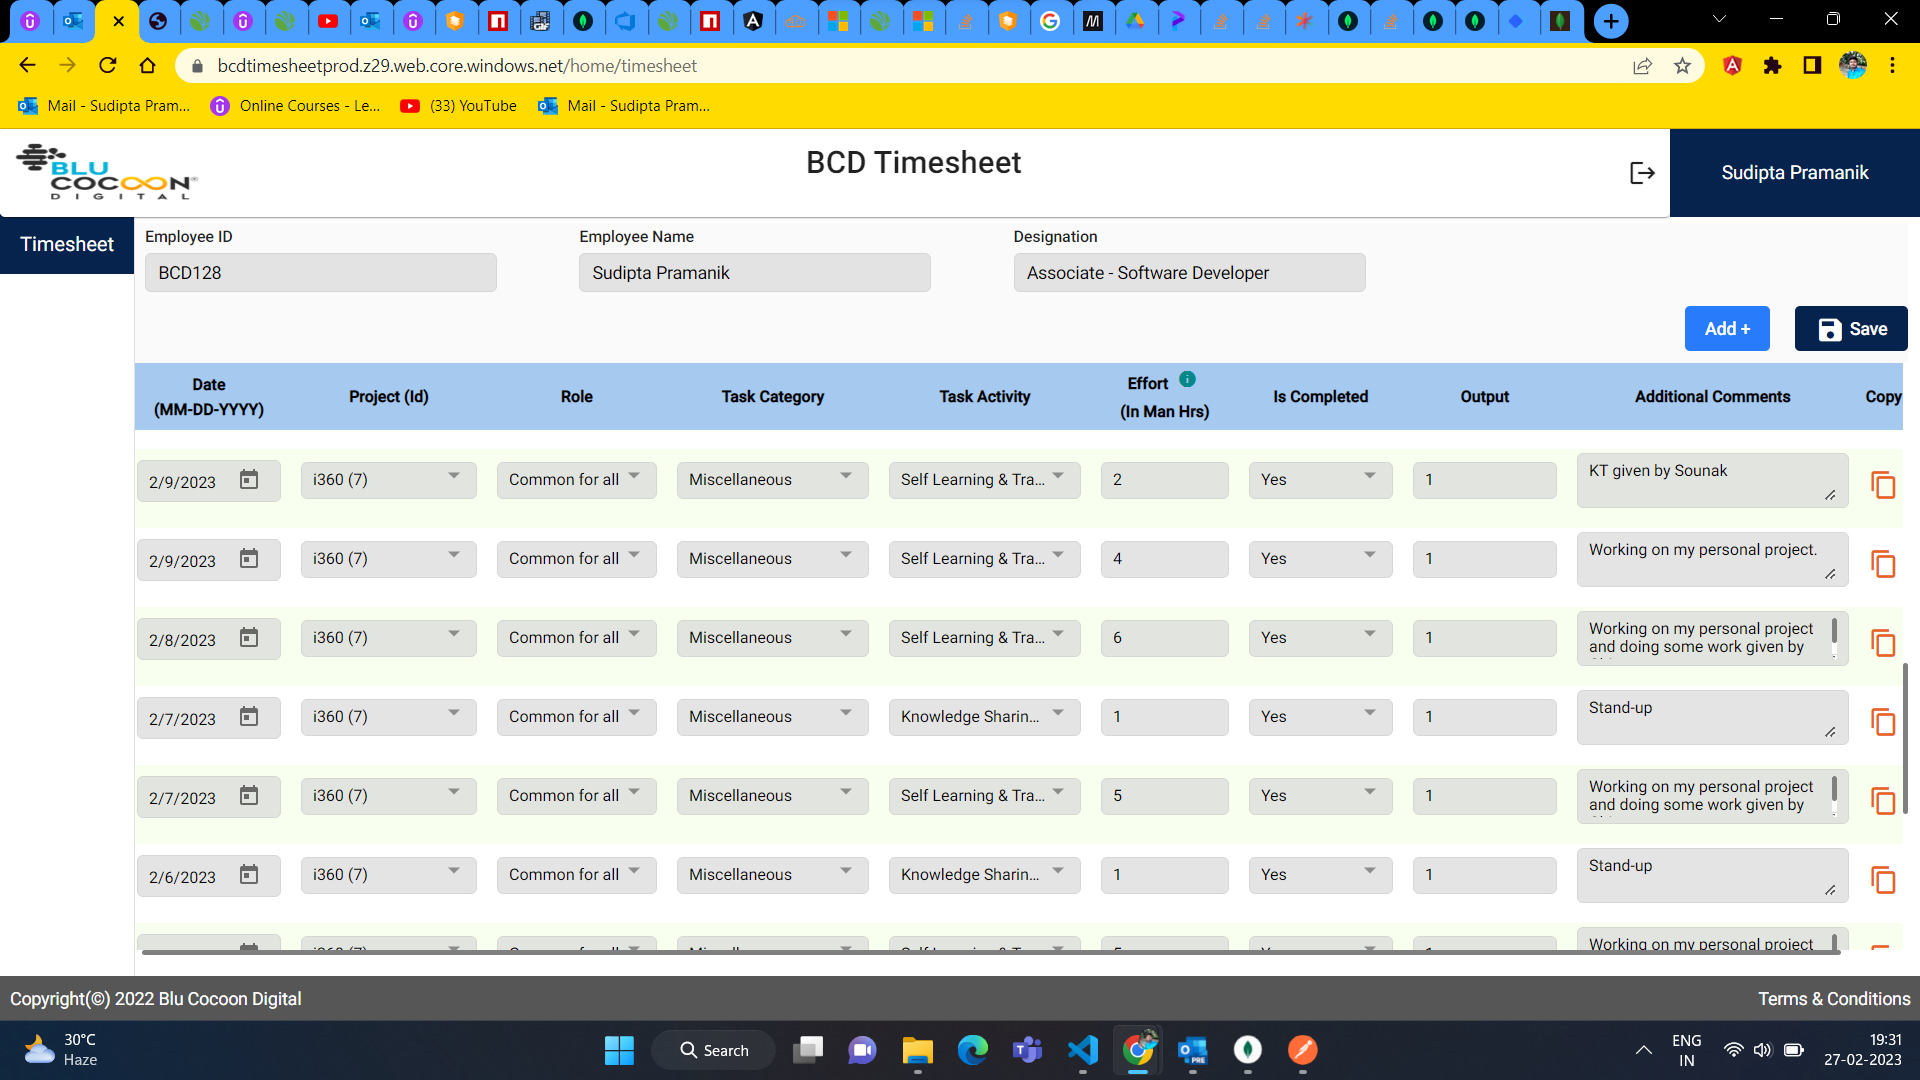 bcdtimesheetprod.z29.web.core.windows.net/home/timesheet
Mail - Sudipta Pram...
Online Courses - Le...
(33) YouTube
Mail - Sudipta Pram...
BLU
COCOON
DIGITAL
BCD Timesheet
Sudipta Pramanik
Timesheet
Employee ID
Employee Name
Designation
BCD128
Sudipta Pramanik
Associate - Software Developer
Add +
Save
Date
(MM-DD-YYYY)
Project (Id)
Role
Task Category
Task Activity
Effort
(In Man Hrs)
Is Completed
Output
Additional Comments
Copy
2/9/2023
i360 (7)
Common for all
Miscellaneous
Self Learning & Tra...
2
Yes
1
KT given by Sounak
2/9/2023
i360 (7)
Common for all
Miscellaneous
Self Learning & Tra...
4
Yes
1
Working on my personal project.
2/8/2023
i360 (7)
Common for all
Miscellaneous
Self Learning & Tra...
6
Yes
1
Working on my personal project
and doing some work given by
2/7/2023
i360 (7)
Common for all
Miscellaneous
Knowledge Sharin...
1
Yes
1
Stand-up
2/7/2023
i360 (7)
Common for all
Miscellaneous
Self Learning & Tra...
5
Yes
1
Working on my personal project
and doing some work given by
2/6/2023
i360 (7)
Common for all
Miscellaneous
Knowledge Sharin...
1
Yes
1
Stand-up
Working on my personal project
Copyright(©) 2022 Blu Cocoon Digital
Terms & Conditions
30°C
Haze
Search
ENG
IN
19:31
27-02-2023